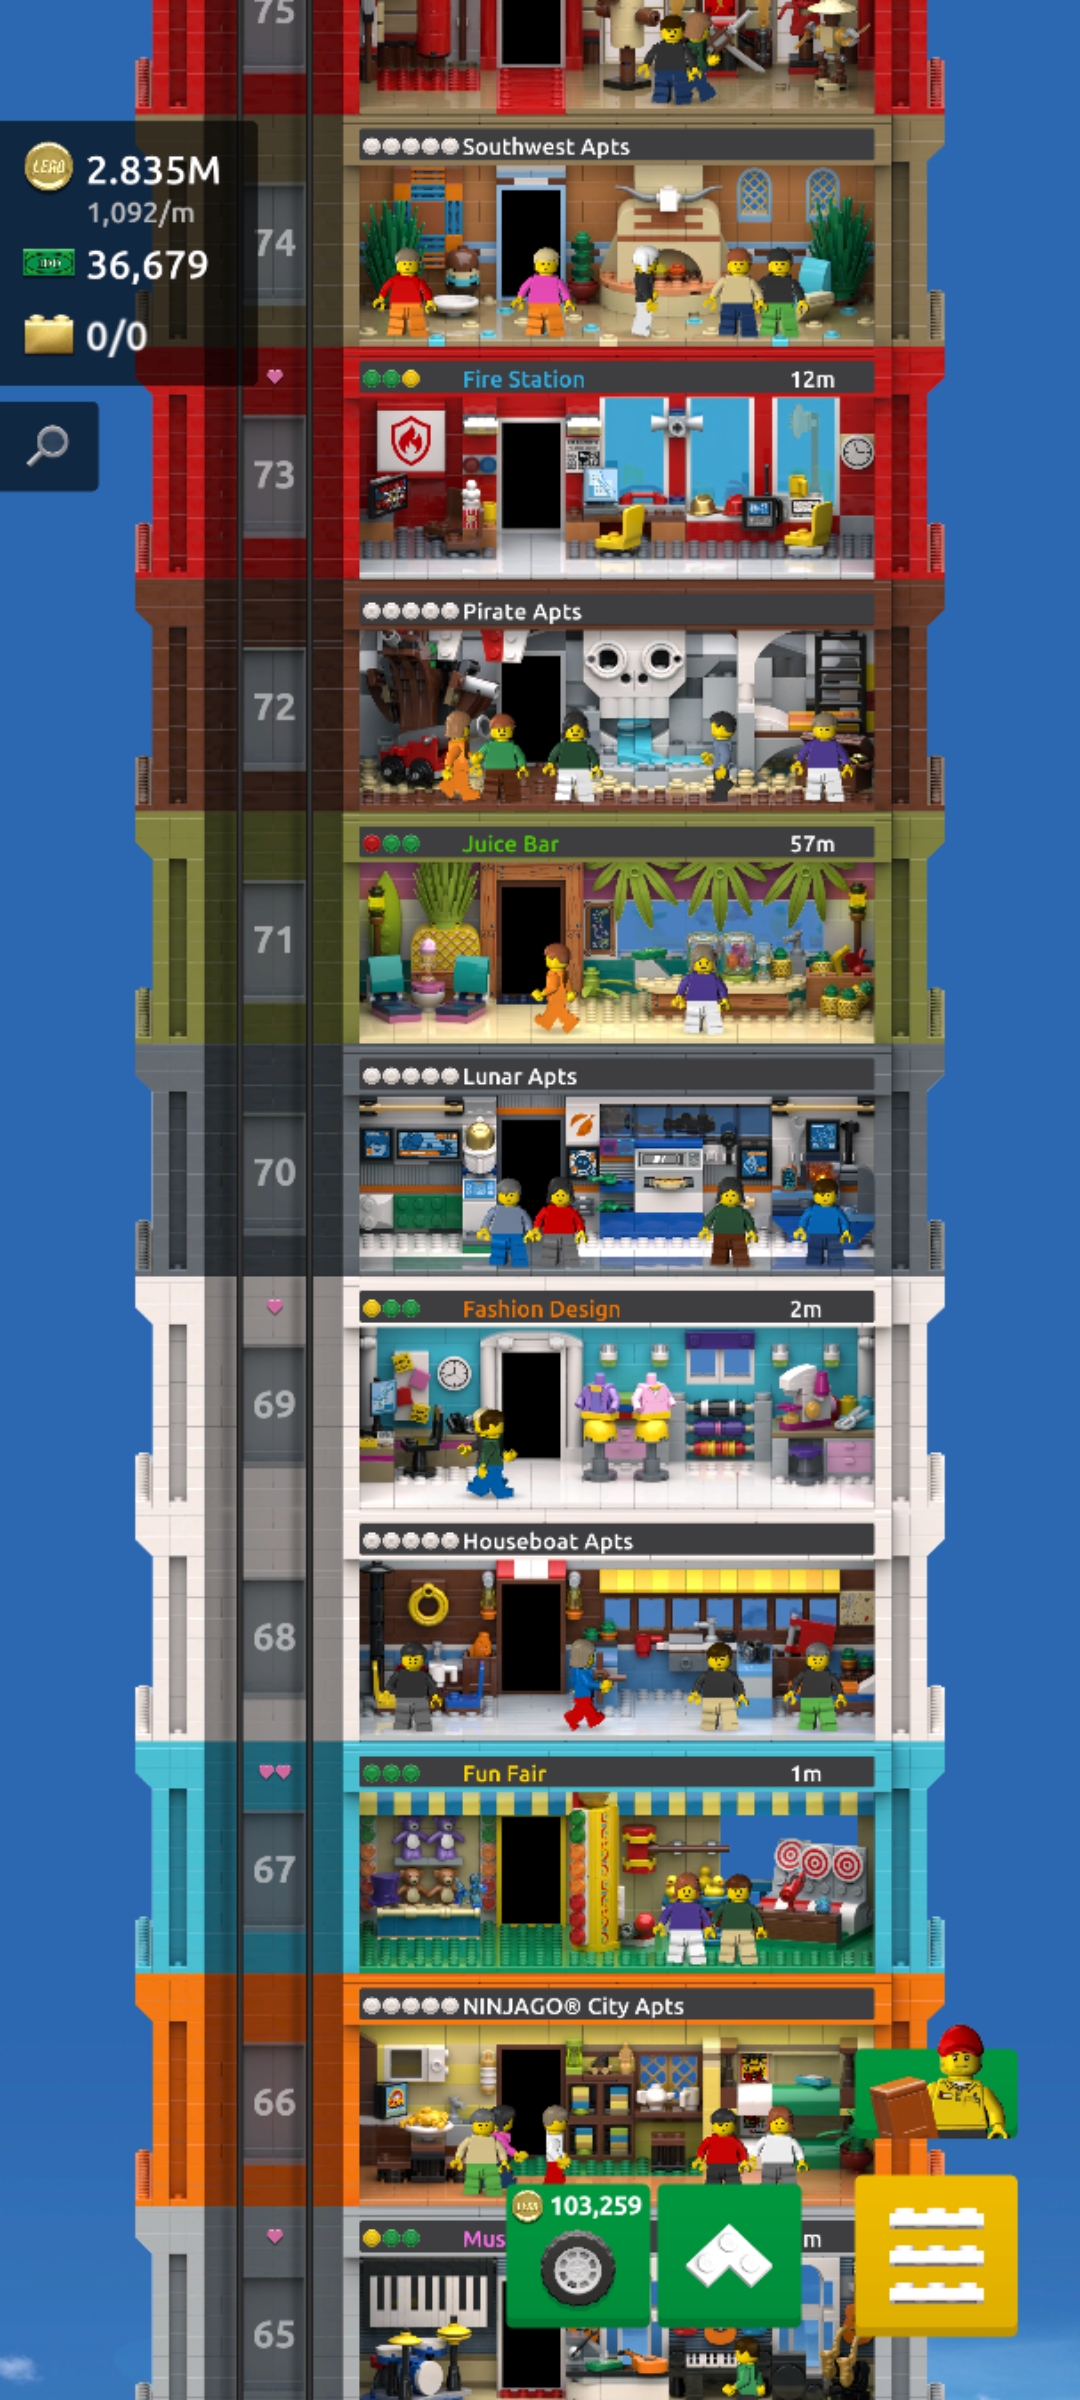 75
Southwest Apts
LEGO 2.835M
1,092/m
36,679
0/0
74
Fire Station 12m
73
Pirate Apts
72
Juice Bar 57m
71
Lunar Apts
70
Fashion Design 2m
69
Houseboat Apts
68
Fun Fair 1m
67
NINJAGO® City Apts
66
103,259
Mus m
65